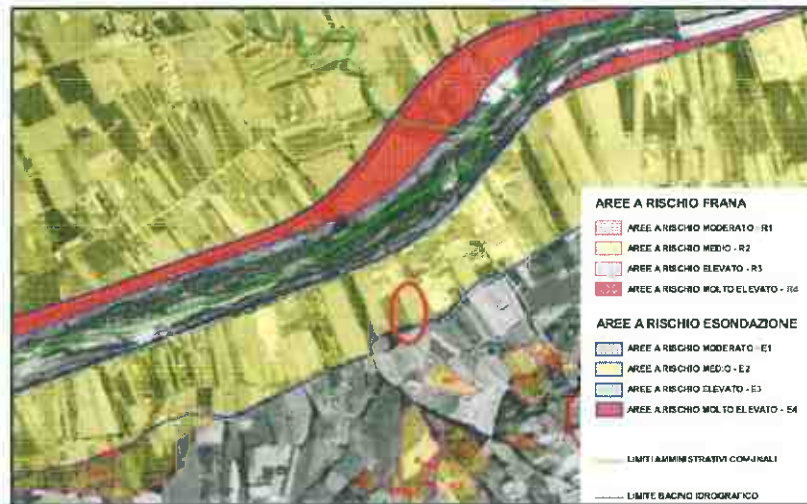 AREE A RISCHIO FRANA
AREE A RISCHIO MODERATO - R1
AREE A RISCHIO MEDIO - R2
AREE A RISCHIO ELEVATO - R3
AREE A RISCHIO MOLTO ELEVATO - R4
AREE A RISCHIO ESONDAZIONE
AREE A RISCHIO MODERATO - E1
AREE A RISCHIO MEDIO - E2
AREE A RISCHIO ELEVATO - E3
AREE A RISCHIO MOLTO ELEVATO - E4
LIMITI AMMINISTRATIVI COMUNALI
LIMITE BACINO IDROGRAFICO